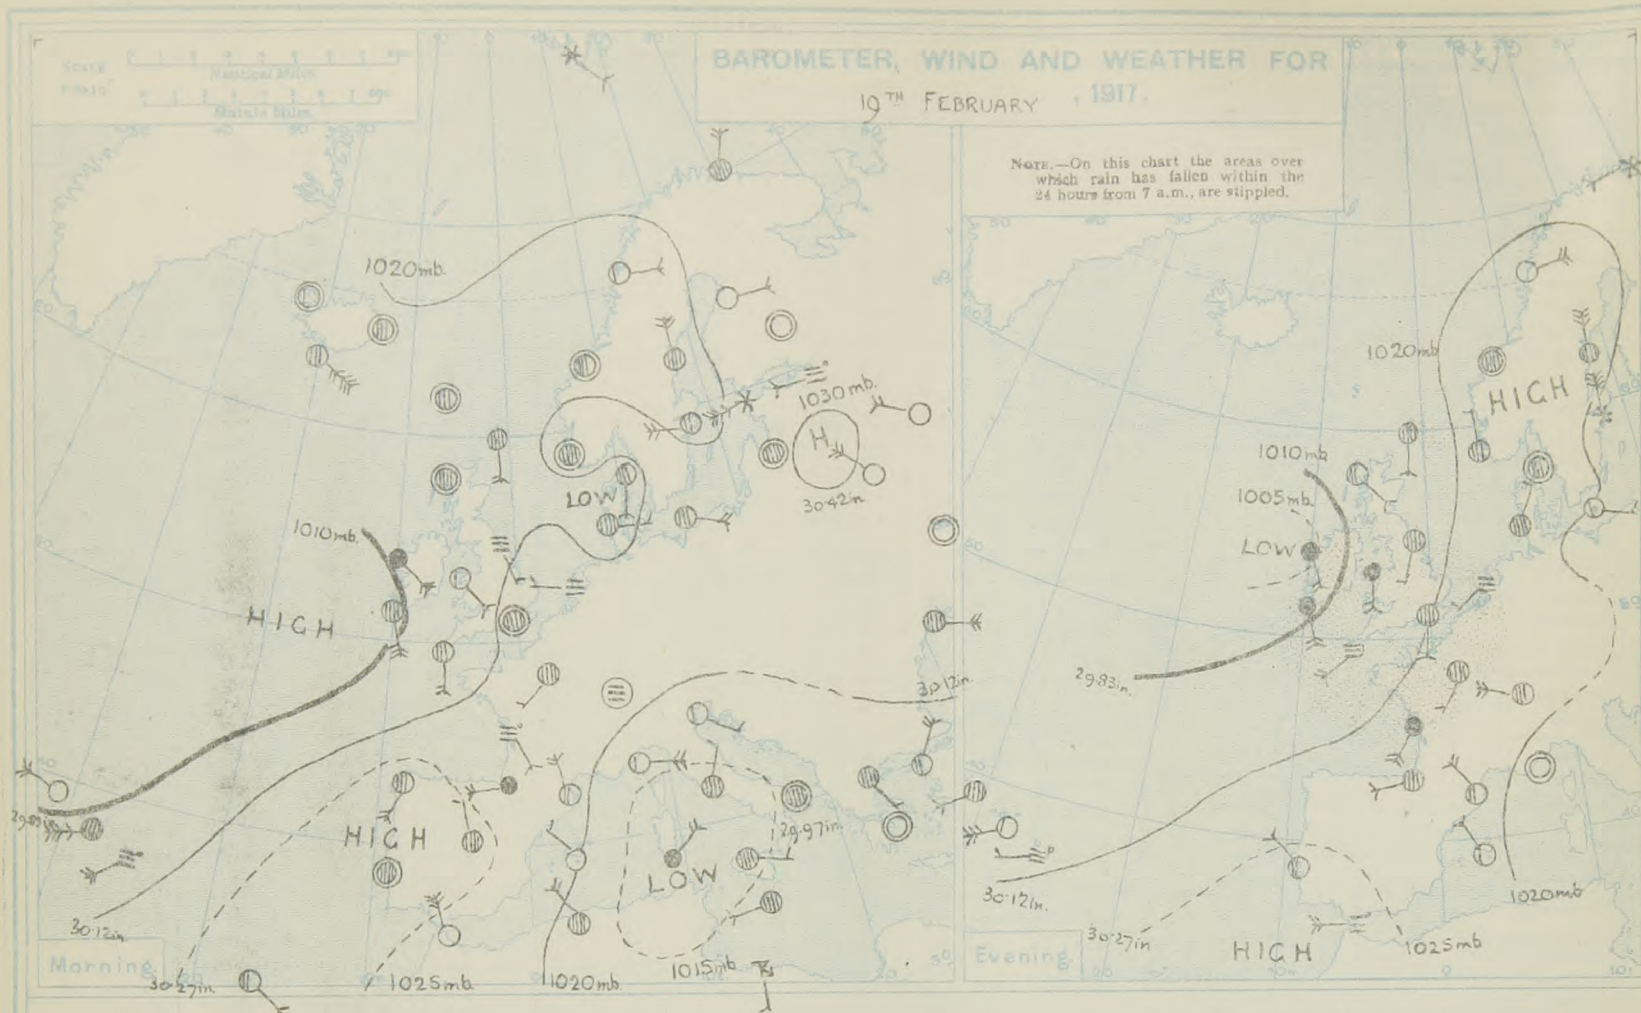 SCALE
Nautical Miles.
Statute Miles.
BAROMETER, WIND AND WEATHER FOR
19TH FEBRUARY , 1917.
NOTE.—On this chart the areas over
which rain has fallen within the
24 hours from 7 a.m., are stippled.
1020mb.
1030mb.
H
30.42in
LOW
1010mb.
HIGH
30.12in.
HIGH
29.97in.
LOW
30.12in
Morning
30.27in.
1025mb
1020mb.
1015mb
1020mb
HIGH
1010mb
1005mb.
LOW
29.83in.
30.12in.
30.27in
HIGH
1025mb
1020mb
Evening.